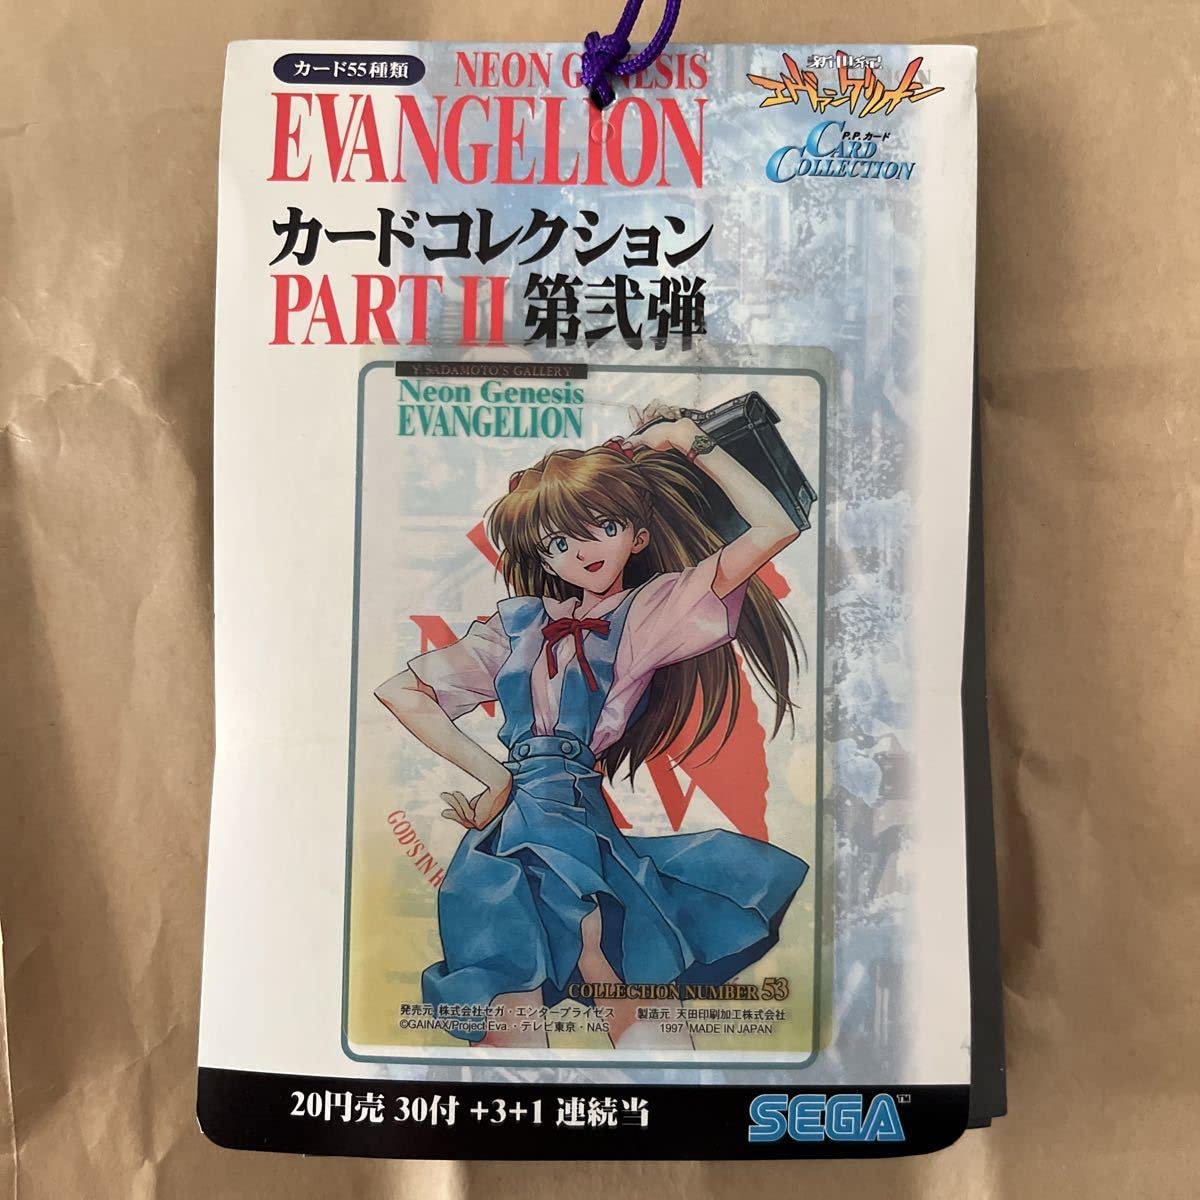 カード55種類
NEON GENESIS
EVANGELION
カードコレクション
PART II 第弐弾
新世紀
エヴァンゲリオン
P.P.カード
CARD
COLLECTION
Y. SADAMOTO'S GALLERY
Neon Genesis
EVANGELION
GOD'S IN H
COLLECTION NUMBER 53
発売元 株式会社セガ・エンタープライゼス 製造元 天田印刷加工株式会社
©GAINAX/Project Eva.・テレビ東京・NAS 1997 MADE IN JAPAN
20円売 30付 +3+1 連続当
SEGA™